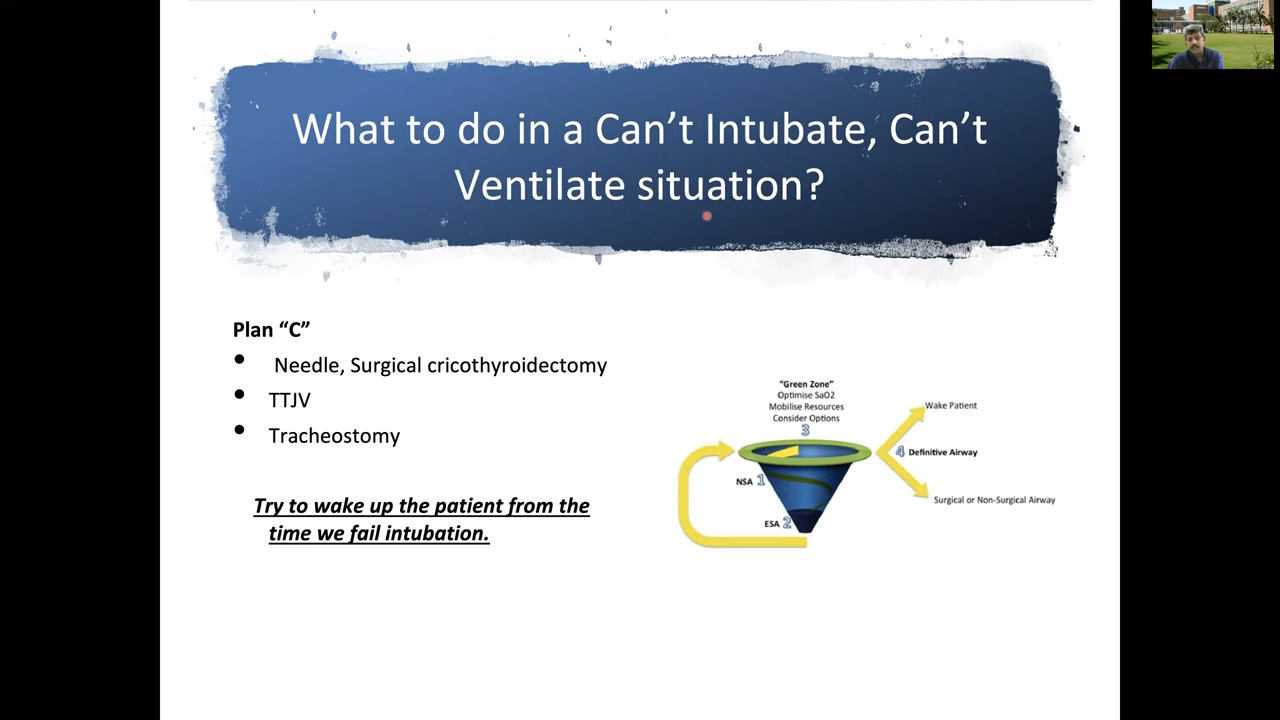 What to do in a Can't Intubate, Can't
Ventilate situation?
Plan “C”
• Needle, Surgical cricothyroidectomy
• TTJV
• Tracheostomy
Try to wake up the patient from the
time we fail intubation.
“Green Zone”
Optimise SaO2
Mobilise Resources
Consider Options
3
Wake Patient
4 Definitive Airway
NSA 1
Surgical or Non-Surgical Airway
ESA 2